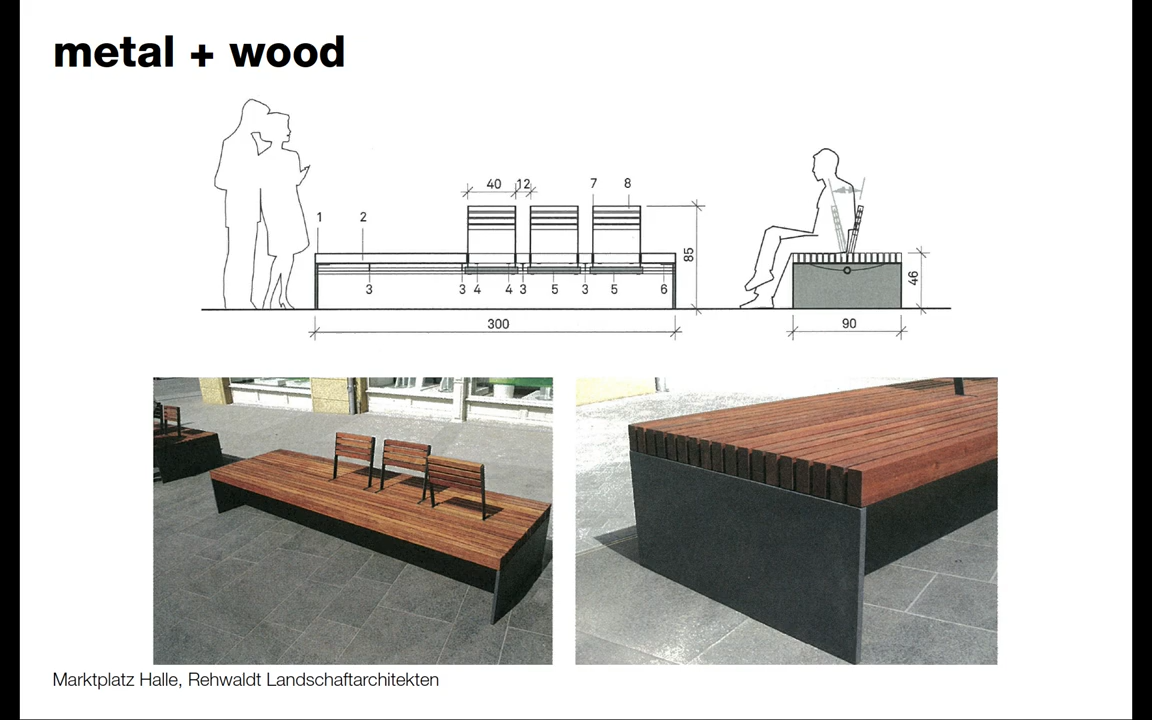 metal + wood
40 12 7 8
1 2
85
3 3 4 4 3 5 3 5 6
46
300 90
Marktplatz Halle, Rehwaldt Landschaftarchitekten